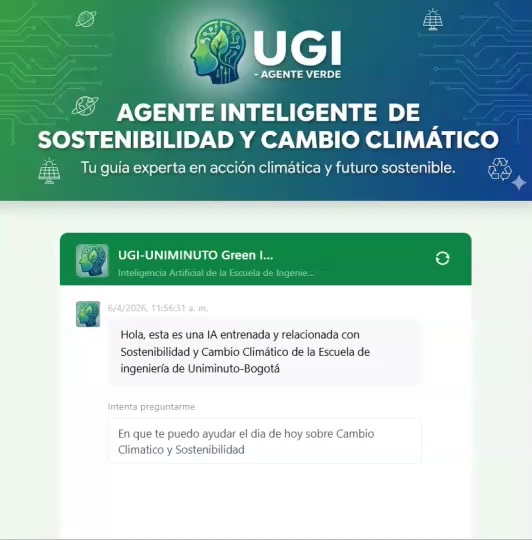 UGI
- AGENTE VERDE
AGENTE INTELIGENTE DE
SOSTENIBILIDAD Y CAMBIO CLIMÁTICO
Tu guía experta en acción climática y futuro sostenible.
UGI-UNIMINUTO Green I...
Inteligencia Artificial de la Escuela de Ingenie...
6/4/2026, 11:56:31 a. m.
Hola, esta es una IA entrenada y relacionada con
Sostenibilidad y Cambio Climático de la Escuela de
ingeniería de Uniminuto-Bogotá
Intenta preguntarme
En que te puedo ayudar el dia de hoy sobre Cambio
Climatico y Sostenibilidad